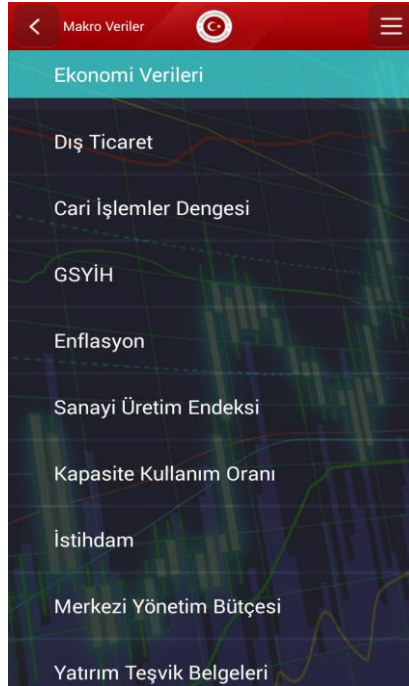 Makro Veriler
Ekonomi Verileri
Dış Ticaret
Cari İşlemler Dengesi
GSYİH
Enflasyon
Sanayi Üretim Endeksi
Kapasite Kullanım Oranı
İstihdam
Merkezi Yönetim Bütçesi
Yatırım Teşvik Belgeleri